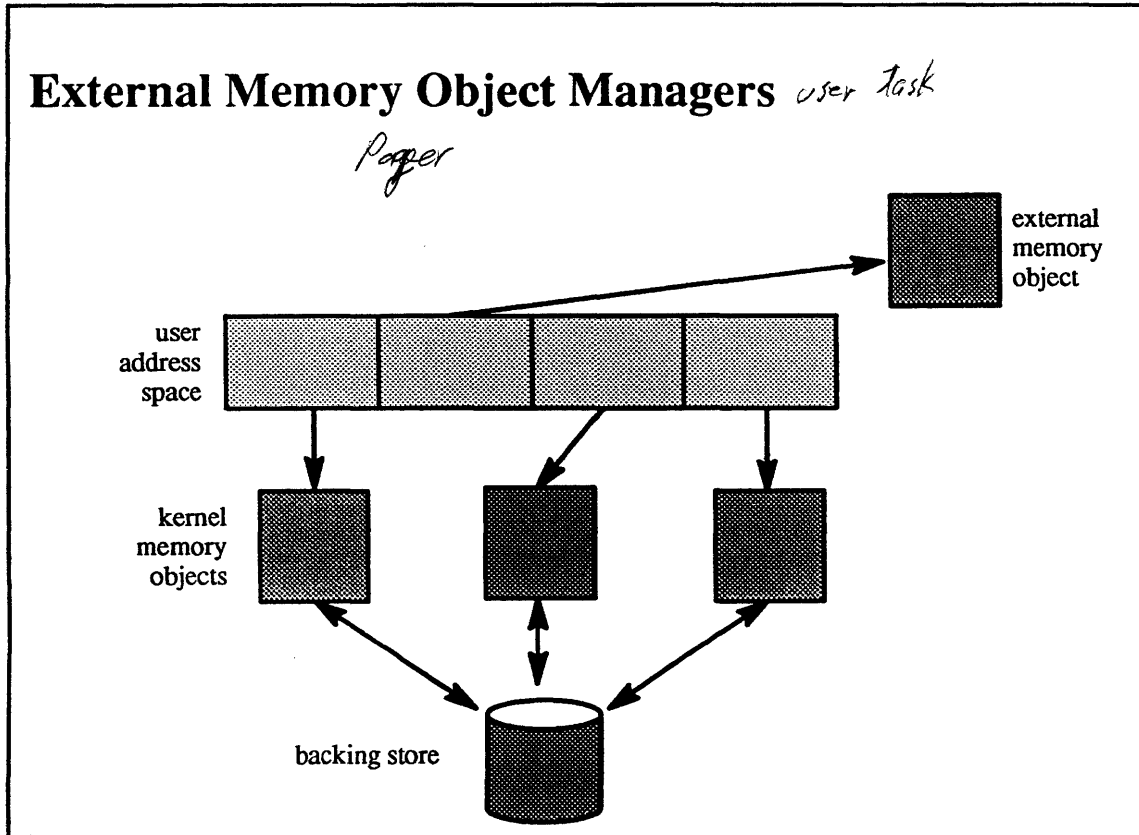 External Memory Object Managers user task
Pager
external
memory
object
user
address
space
kernel
memory
objects
backing store